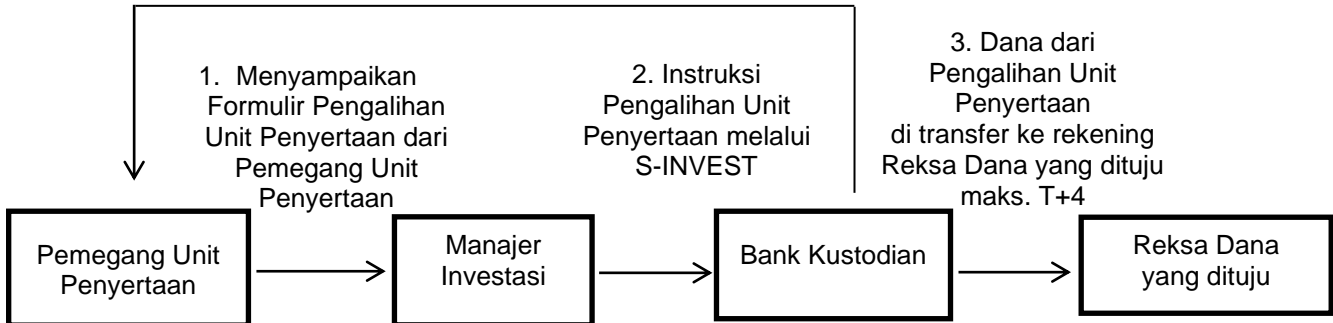 1. Menyampaikan
Formulir Pengalihan
Unit Penyertaan dari
Pemegang Unit
Penyertaan
2. Instruksi
Pengalihan Unit
Penyertaan melalui
S-INVEST
3. Dana dari
Pengalihan Unit
Penyertaan
di transfer ke rekening
Reksa Dana yang dituju
maks. T+4
Pemegang Unit
Penyertaan
Manajer
Investasi
Bank Kustodian
Reksa Dana
yang dituju